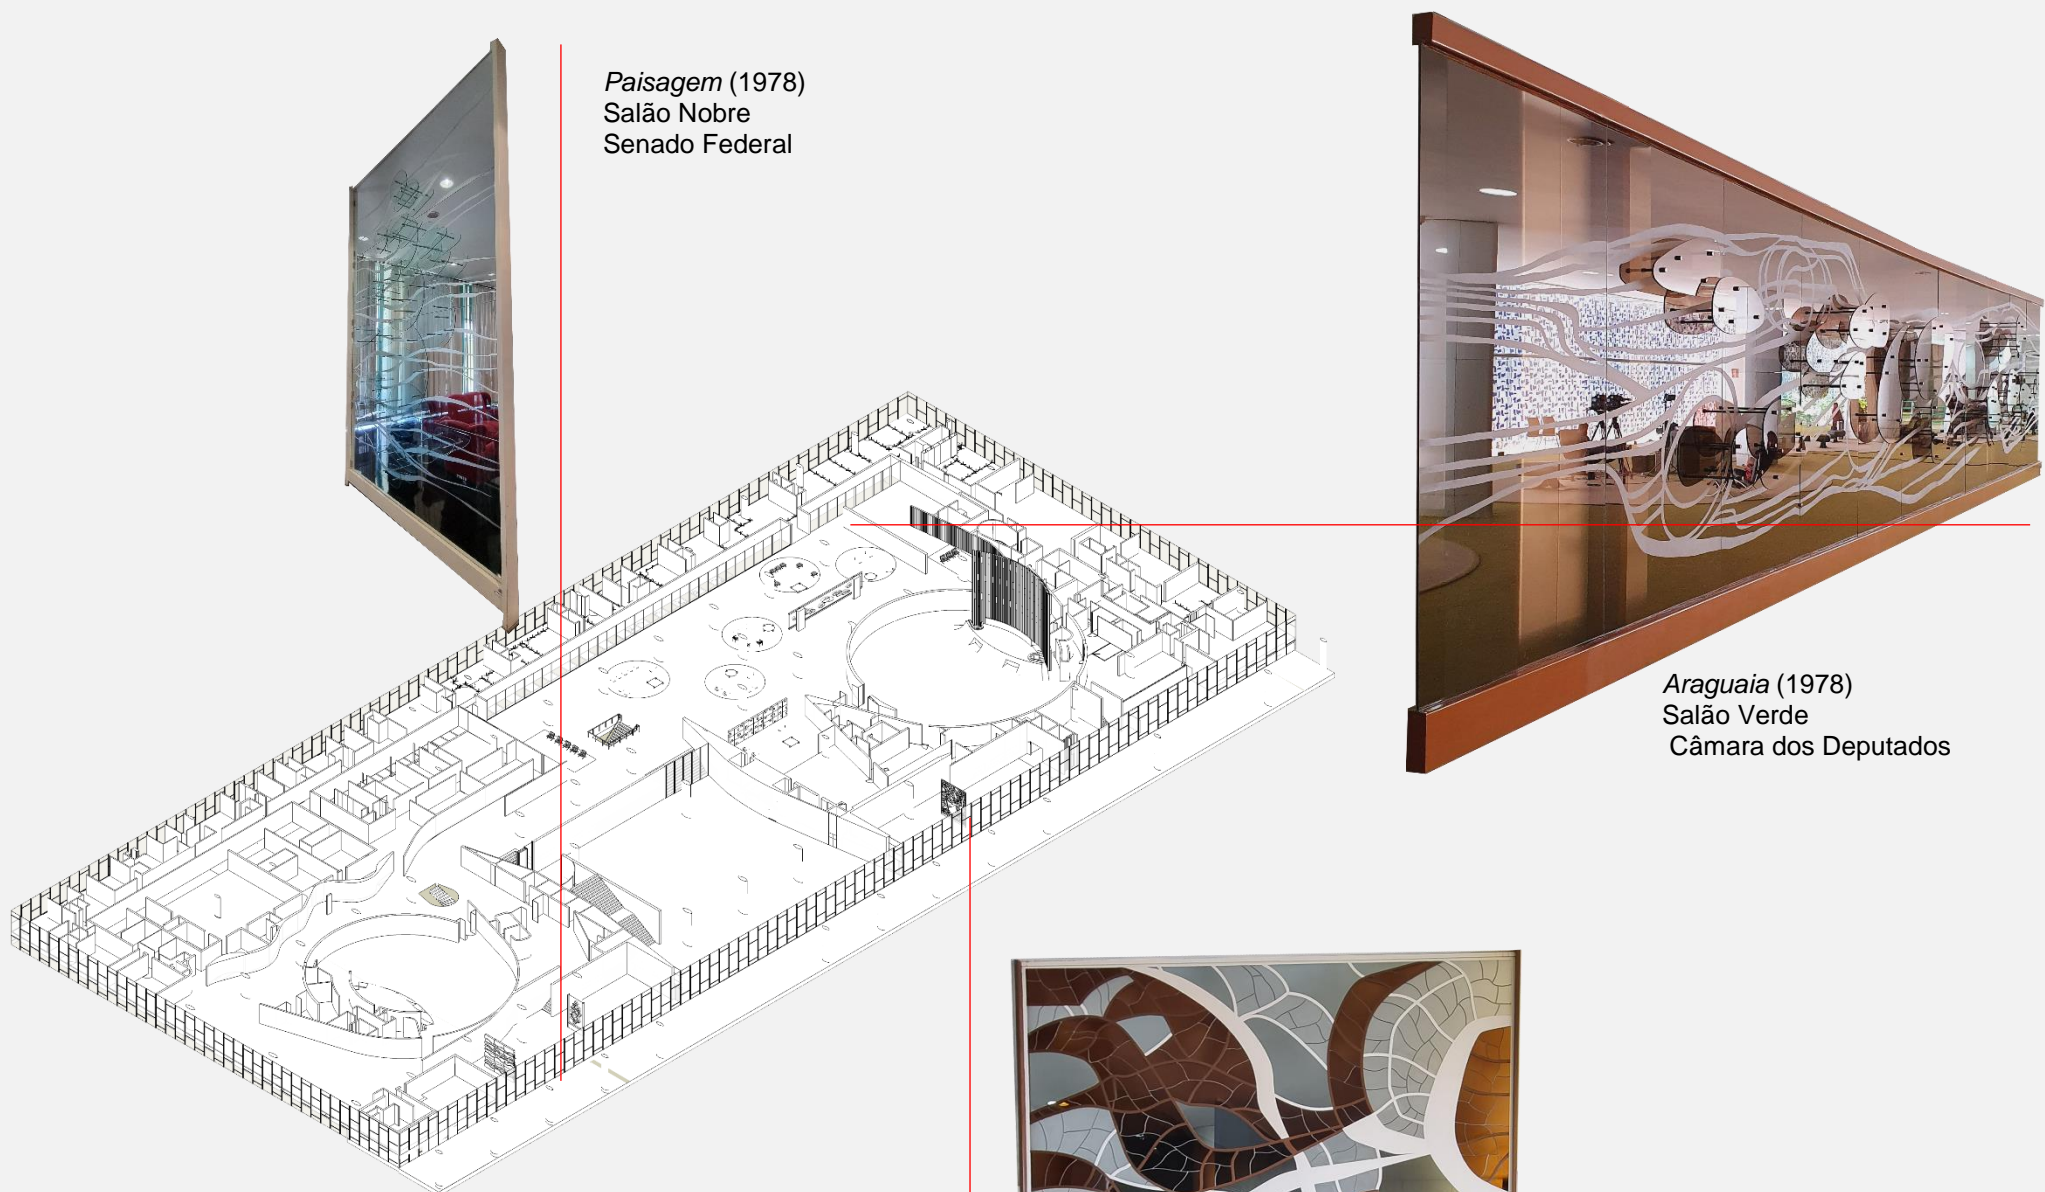 Paisagem (1978)
Salão Nobre
Senado Federal
Araguaia (1978)
Salão Verde
Câmara dos Deputados